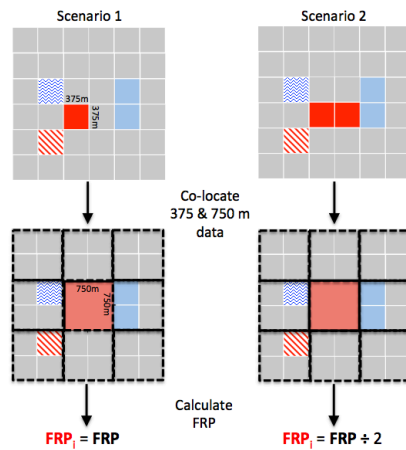 Scenario 1
Scenario 2
375m
375m
Co-locate
375 & 750 m
data
750m
750m
Calculate
FRP
FRPi = FRP
FRPi = FRP ÷ 2